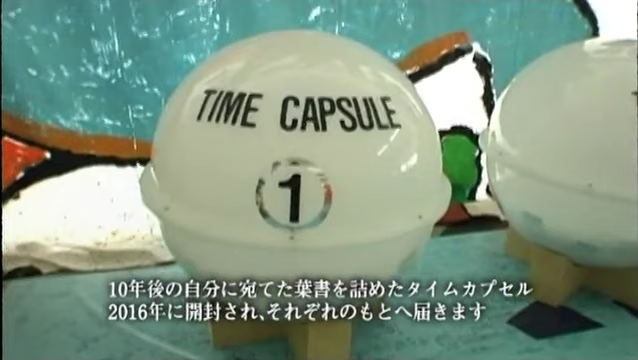 TIME CAPSULE
1
10年後の自分に宛てた葉書を詰めたタイムカプセル
2016年に開封され、それぞれのもとへ届きます